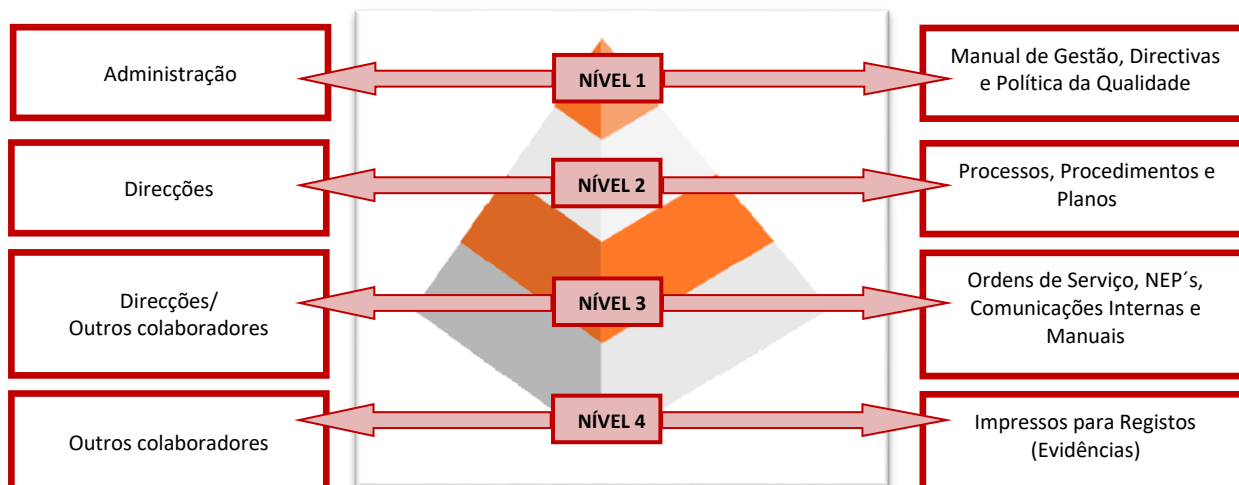 Administração
NÍVEL 1
Manual de Gestão, Directivas
e Política da Qualidade
Direcções
NÍVEL 2
Processos, Procedimentos e
Planos
Direcções/
Outros colaboradores
NÍVEL 3
Ordens de Serviço, NEP´s,
Comunicações Internas e
Manuais
Outros colaboradores
NÍVEL 4
Impressos para Registos
(Evidências)